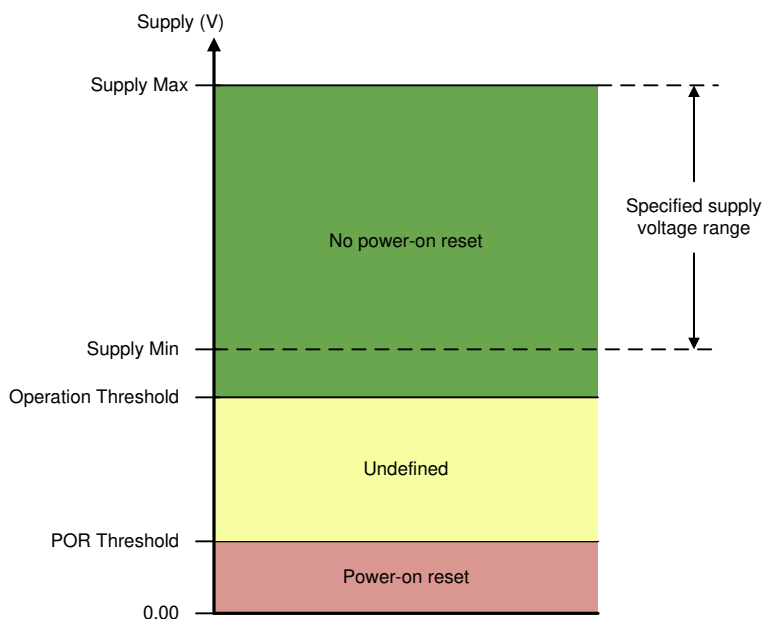 Supply (V)
Supply Max
No power-on reset
Specified supply
voltage range
Supply Min
Operation Threshold
Undefined
POR Threshold
Power-on reset
0.00